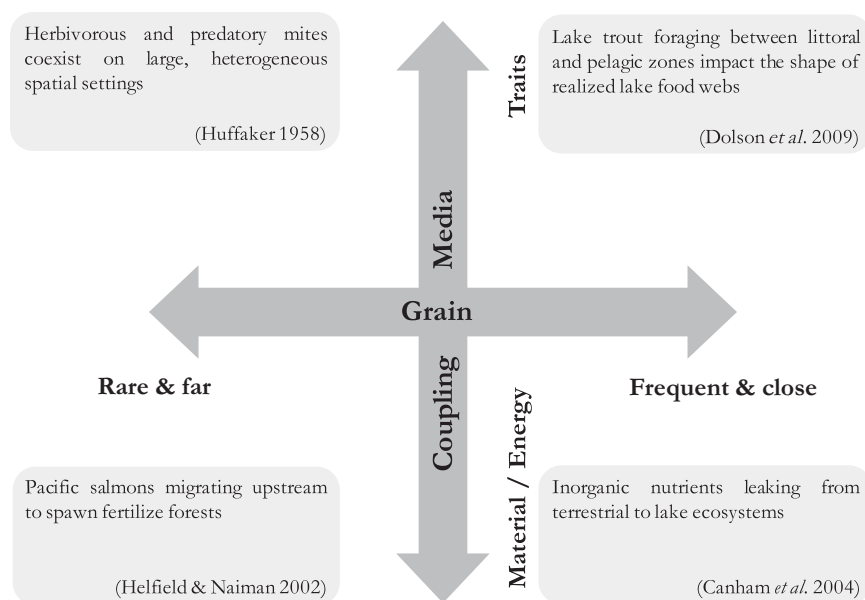 Herbivorous and predatory mites
coexist on large, heterogeneous
spatial settings
(Huffaker 1958)
Traits
Lake trout foraging between littoral
and pelagic zones impact the shape of
realized lake food webs
(Dolson et al. 2009)
Media
Grain
Coupling
Rare & far
Frequent & close
Material / Energy
Pacific salmons migrating upstream
to spawn fertilize forests
(Helfield & Naiman 2002)
Inorganic nutrients leaking from
terrestrial to lake ecosystems
(Canham et al. 2004)